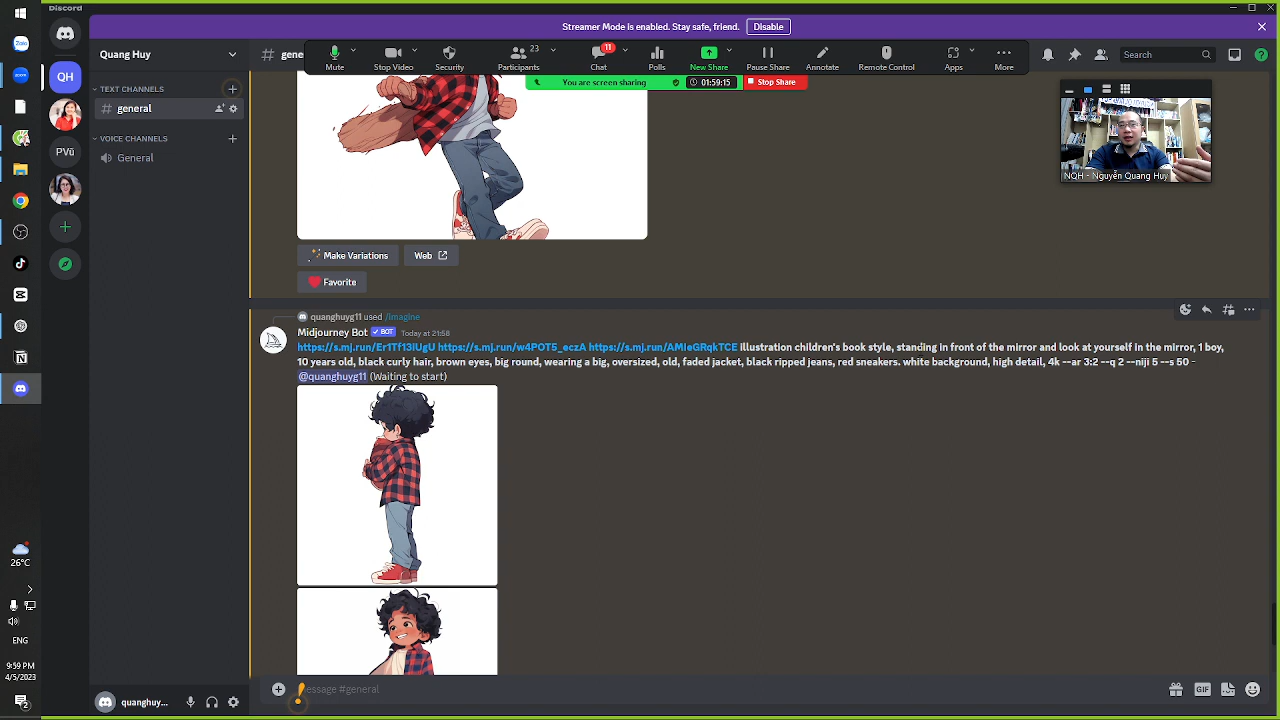 Discord
Streamer Mode is enabled. Stay safe, friend. Disable
Quang Huy
# gene
Mute
Stop Video
Security
23
Participants
11
Chat
Polls
New Share
Pause Share
Annotate
Remote Control
Apps
More
Search
You are screen sharing
01:59:15
Stop Share
TEXT CHANNELS
# general
VOICE CHANNELS
General
QH
PVü
NQH - Nguyễn Quang Huy
Make Variations
Web
Favorite
quanghuyg11 used /imagine
Midjourney Bot BOT Today at 21:58
https://s.mj.run/Er1Tf13iUgU https://s.mj.run/w4POT5_eczA https://s.mj.run/AMIeGRqkTCE illustration children's book style, standing in front of the mirror and look at yourself in the mirror, 1 boy,
10 years old, black curly hair, brown eyes, big round, wearing a big, oversized, old, faded jacket, black ripped jeans, red sneakers. white background, high detail, 4k --ar 3:2 --q 2 --niji 5 --s 50 -
@quanghuyg11 (Waiting to start)
essage #general
GIF
quanghuy...
26°C
ENG
9:59 PM
4/5/2023